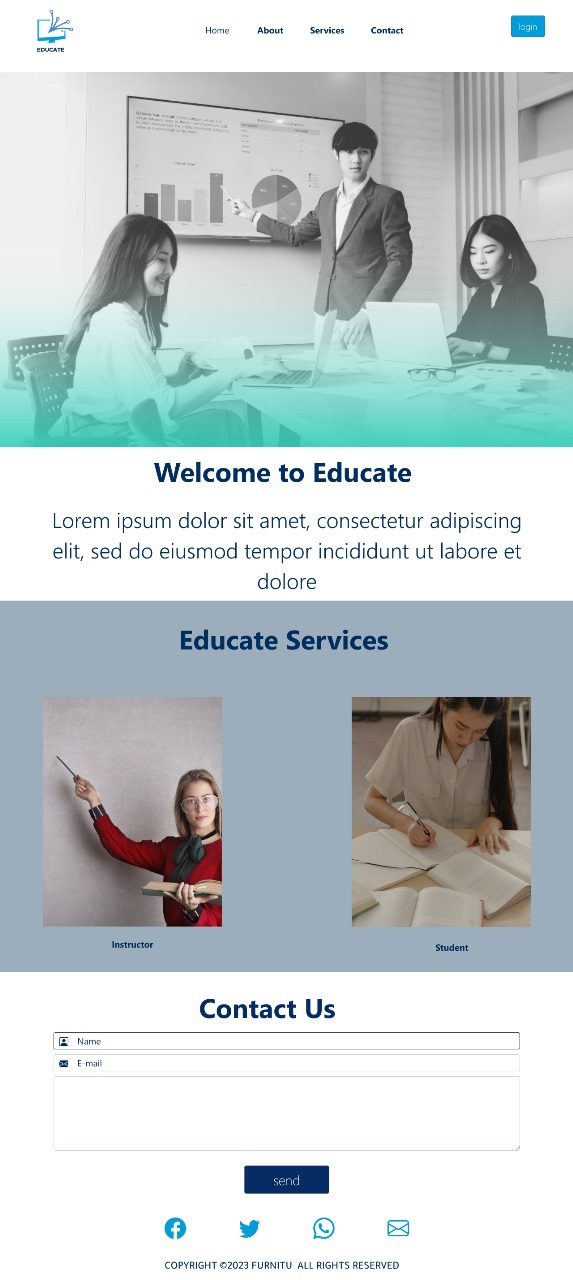 EDUCATE
Home About Services Contact
login
Welcome to Educate
Lorem ipsum dolor sit amet, consectetur adipiscing
elit, sed do eiusmod tempor incididunt ut labore et
dolore
Educate Services
Instructor
Student
Contact Us
Name
E-mail
send
COPYRIGHT ©2023 FURNITU ALL RIGHTS RESERVED